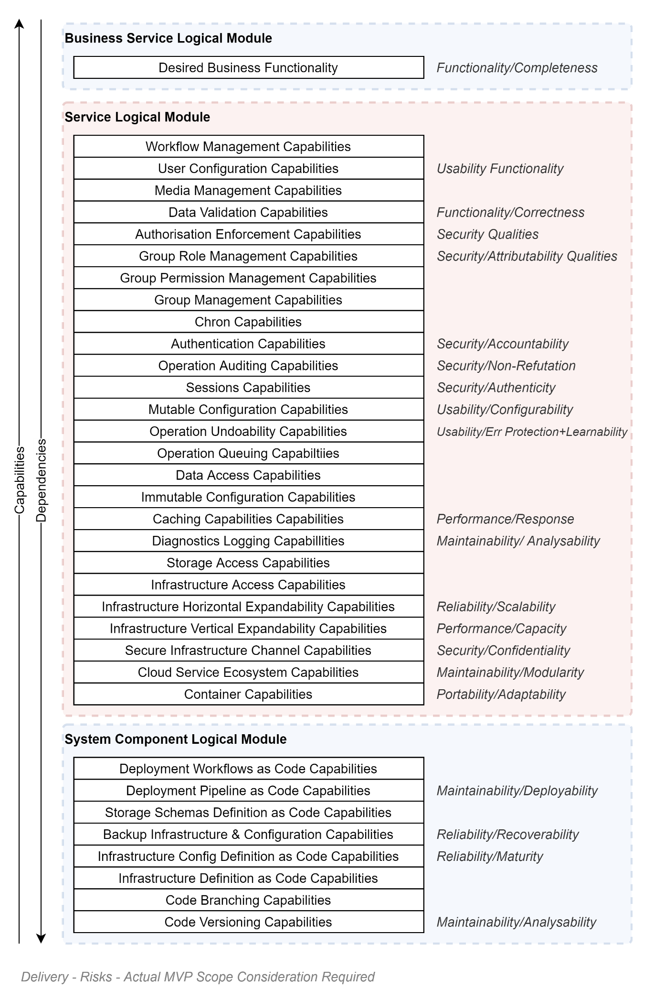 Business Service Logical Module
Desired Business Functionality Functionality/Completeness
Service Logical Module
Workflow Management Capabilities
User Configuration Capabilities Usability Functionality
Media Management Capabilities
Data Validation Capabilities Functionality/Correctness
Authorisation Enforcement Capabilities Security Qualities
Group Role Management Capabilities Security/Attributability Qualities
Group Permission Management Capabilities
Group Management Capabilities
Chron Capabilities
Authentication Capabilities Security/Accountability
Operation Auditing Capabilities Security/Non-Refutation
Sessions Capabilities Security/Authenticity
Mutable Configuration Capabilities Usability/Configurability
Operation Undoability Capabilities Usability/Err Protection+Learnability
Operation Queuing Capabiltiies
Data Access Capabilities
Immutable Configuration Capabilities
Caching Capabilities Capabilities Performance/Response
Diagnostics Logging Capabillities Maintainability/ Analysability
Storage Access Capabilities
Infrastructure Access Capabilities
Infrastructure Horizontal Expandability Capabilities Reliability/Scalability
Infrastructure Vertical Expandability Capabilities Performance/Capacity
Secure Infrastructure Channel Capabilities Security/Confidentiality
Cloud Service Ecosystem Capabilities Maintainability/Modularity
Container Capabilities Portability/Adaptability
System Component Logical Module
Deployment Workflows as Code Capabilities
Deployment Pipeline as Code Capabilities Maintainability/Deployability
Storage Schemas Definition as Code Capabilities
Backup Infrastructure & Configuration Capabilities Reliability/Recoverability
Infrastructure Config Definition as Code Capabilities Reliability/Maturity
Infrastructure Definition as Code Capabilities
Code Branching Capabilities
Code Versioning Capabilities Maintainability/Analysability
Capabilities
Dependencies
Delivery - Risks - Actual MVP Scope Consideration Required